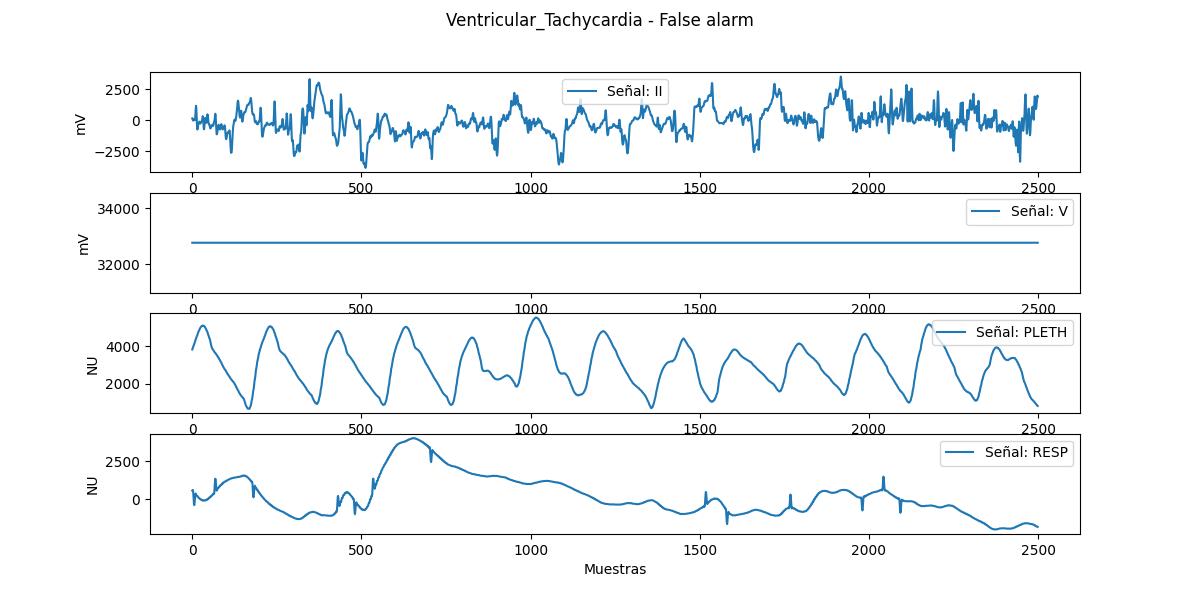 Ventricular_Tachycardia - False alarm
2500
0
−2500
mV
Señal: II
0 500 1000 1500 2000 2500
34000
32000
mV
Señal: V
0 500 1000 1500 2000 2500
4000
2000
NU
Señal: PLETH
0 500 1000 1500 2000 2500
2500
0
NU
Señal: RESP
0 500 1000 1500 2000 2500
Muestras